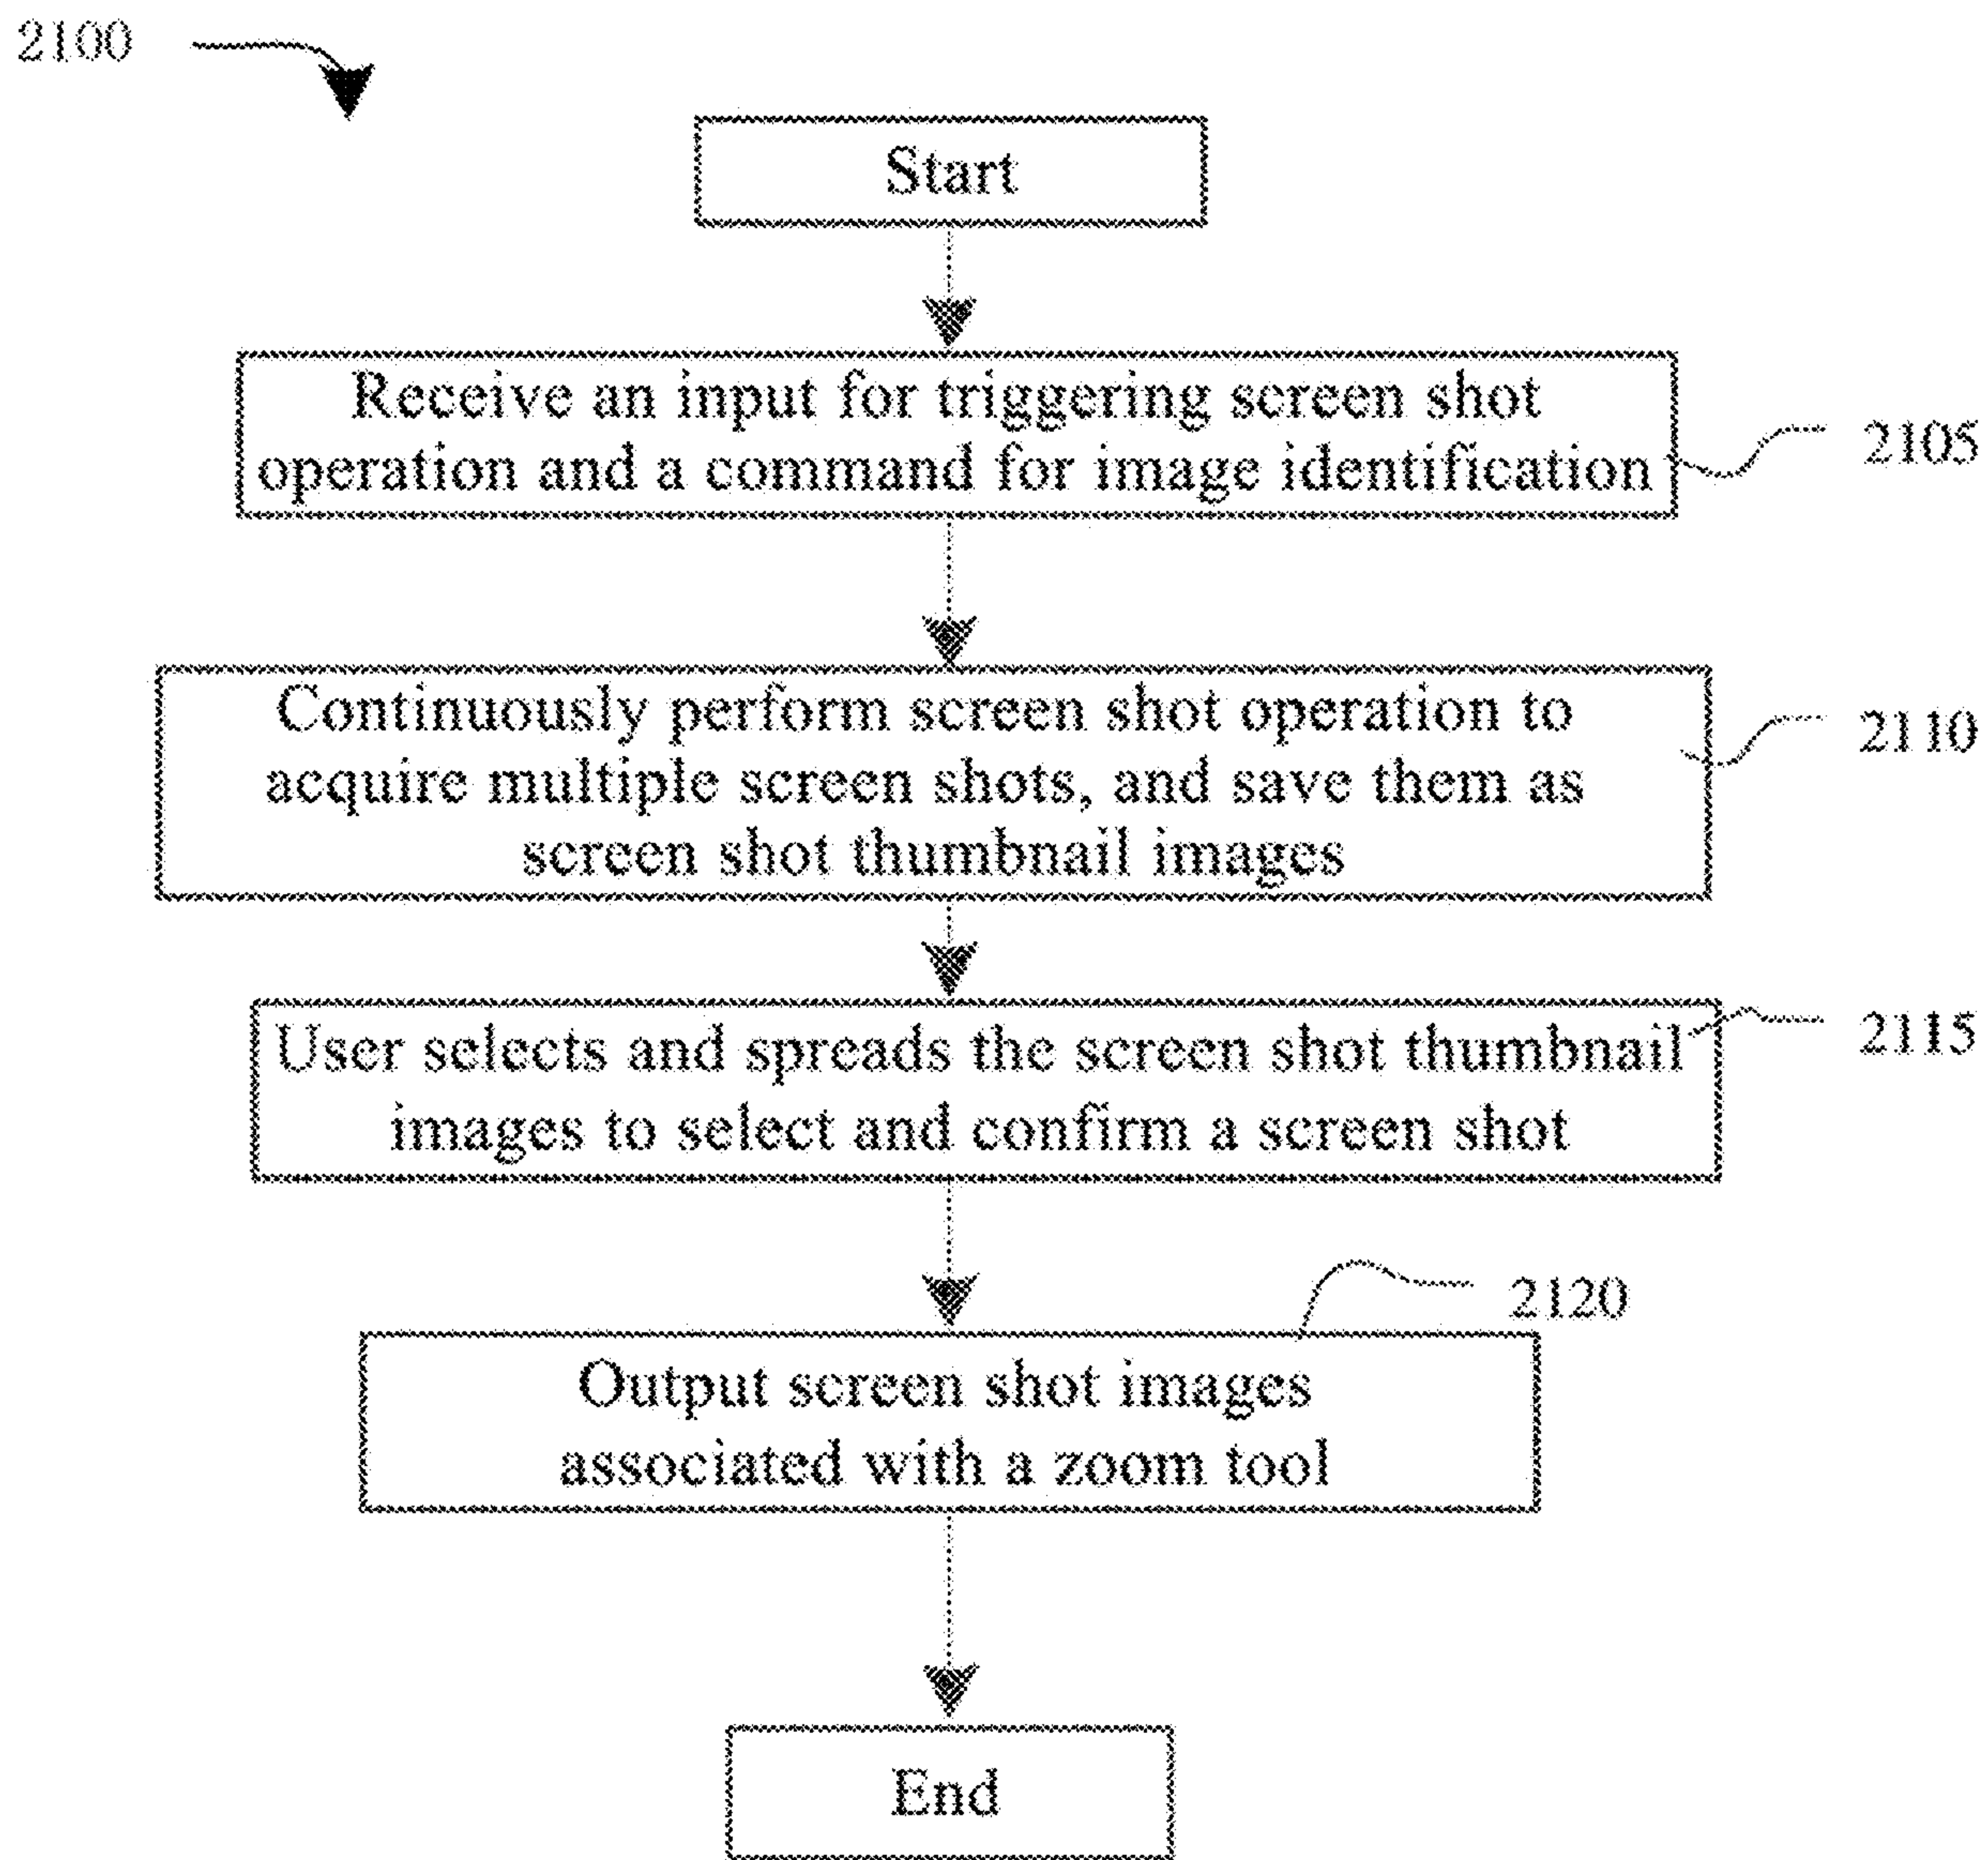 2100
Start
Receive an input for triggering screen shot
operation and a command for image identification
2105
Continuously perform screen shot operation to
acquire multiple screen shots, and save them as
screen shot thumbnail images
2110
User selects and spreads the screen shot thumbnail
images to select and confirm a screen shot
2115
2120
Output screen shot images
associated with a zoom tool
End